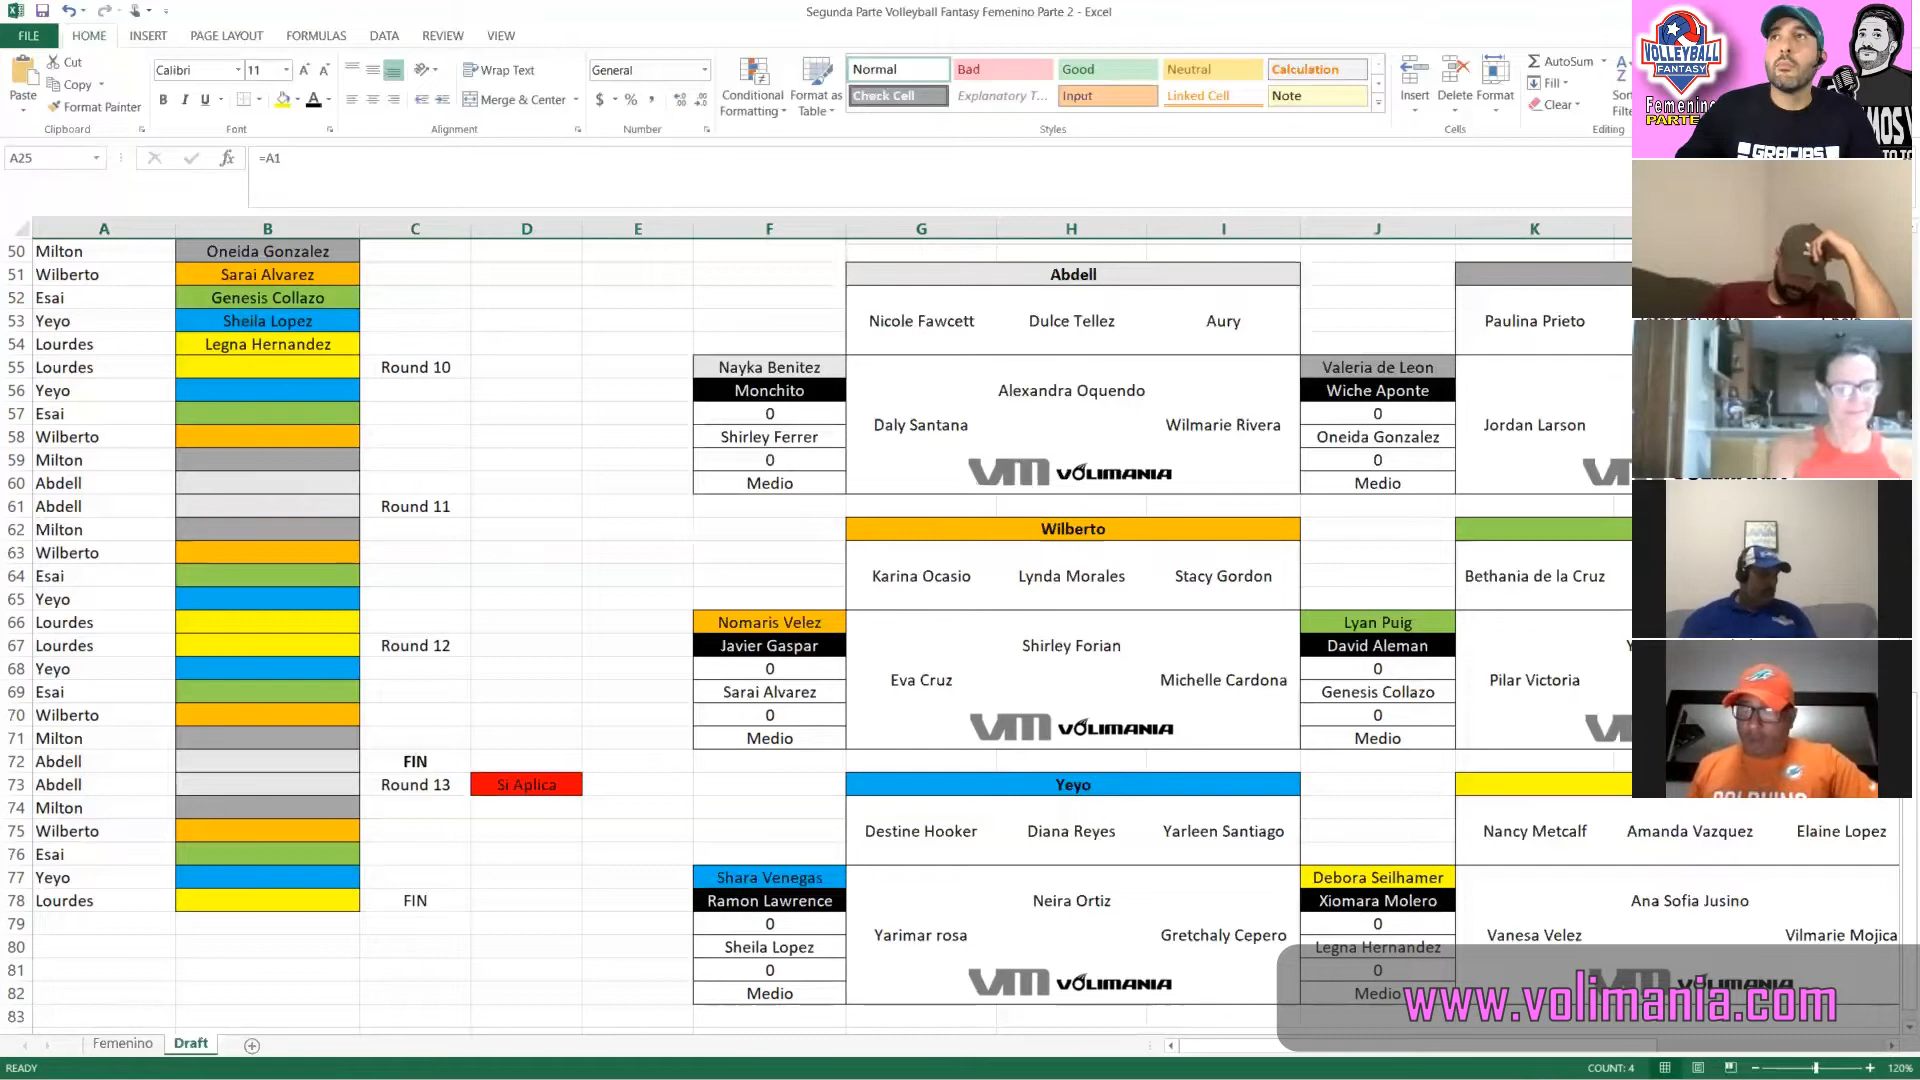 Segunda Parte Volleyball Fantasy Femenino Parte 2 - Excel
FILE HOME INSERT PAGE LAYOUT FORMULAS DATA REVIEW VIEW
Cut
Copy
Format Painter
Paste
Clipboard
Calibri 11
B I U
Font
Wrap Text
Merge & Center
Alignment
General
$ % ,
Number
Conditional Formatting
Format as Table
Normal Bad Good Neutral Calculation
Check Cell Explanatory T... Input Linked Cell Note
Styles
Insert Delete Format
Cells
AutoSum
Fill
Clear
Editing
VOLLEYBALL
FANTASY
Femenino
GRACIAS
A25 fx =A1
A B C D E F G H I J K
50 Milton Oneida Gonzalez
51 Wilberto Sarai Alvarez Abdell
52 Esai Genesis Collazo
53 Yeyo Sheila Lopez Nicole Fawcett Dulce Tellez Aury Paulina Prieto
54 Lourdes Legna Hernandez
55 Lourdes Round 10 Nayka Benitez Valeria de Leon
56 Yeyo Monchito Alexandra Oquendo Wiche Aponte
57 Esai 0 0
58 Wilberto Shirley Ferrer Daly Santana Wilmarie Rivera Oneida Gonzalez Jordan Larson
59 Milton 0 0
60 Abdell Medio VM VOLIMANIA Medio
61 Abdell Round 11
62 Milton Wilberto
63 Wilberto
64 Esai Karina Ocasio Lynda Morales Stacy Gordon Bethania de la Cruz
65 Yeyo
66 Lourdes Nomaris Velez Lyan Puig
67 Lourdes Round 12 Javier Gaspar Shirley Forian David Aleman
68 Yeyo 0 0
69 Esai Sarai Alvarez Eva Cruz Michelle Cardona Genesis Collazo Pilar Victoria
70 Wilberto 0 0
71 Milton Medio VM VOLIMANIA Medio
72 Abdell FIN
73 Abdell Round 13 Si Aplica Yeyo
74 Milton
75 Wilberto Destine Hooker Diana Reyes Yarleen Santiago Nancy Metcalf Amanda Vazquez Elaine Lopez
76 Esai
77 Yeyo Shara Venegas Debora Seilhamer
78 Lourdes FIN Ramon Lawrence Neira Ortiz Xiomara Molero Ana Sofia Jusino
79 0 0
80 Sheila Lopez Yarimar rosa Gretchaly Cepero Legna Hernandez Vanesa Velez Vilmarie Mojica
81 0 0
82 Medio VM VOLIMANIA Medio
83
www.volimania.com
Femenino Draft
READY COUNT: 4 120%